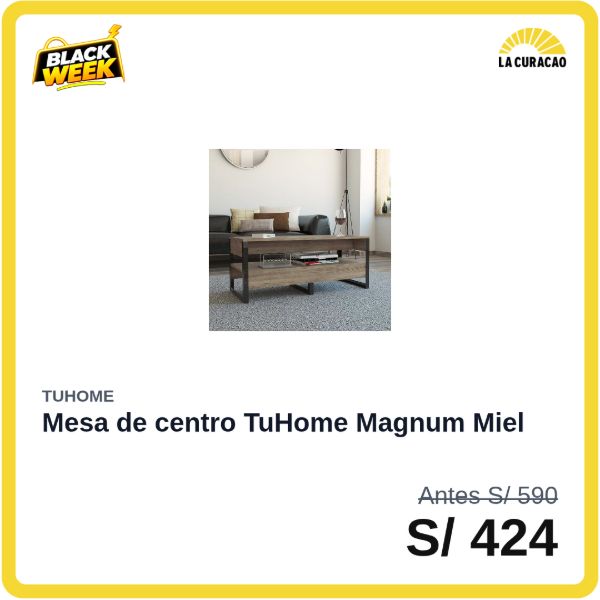 BLACK
WEEK
LA CURACAO
TUHOME
Mesa de centro TuHome Magnum Miel
Antes S/ 590
S/ 424